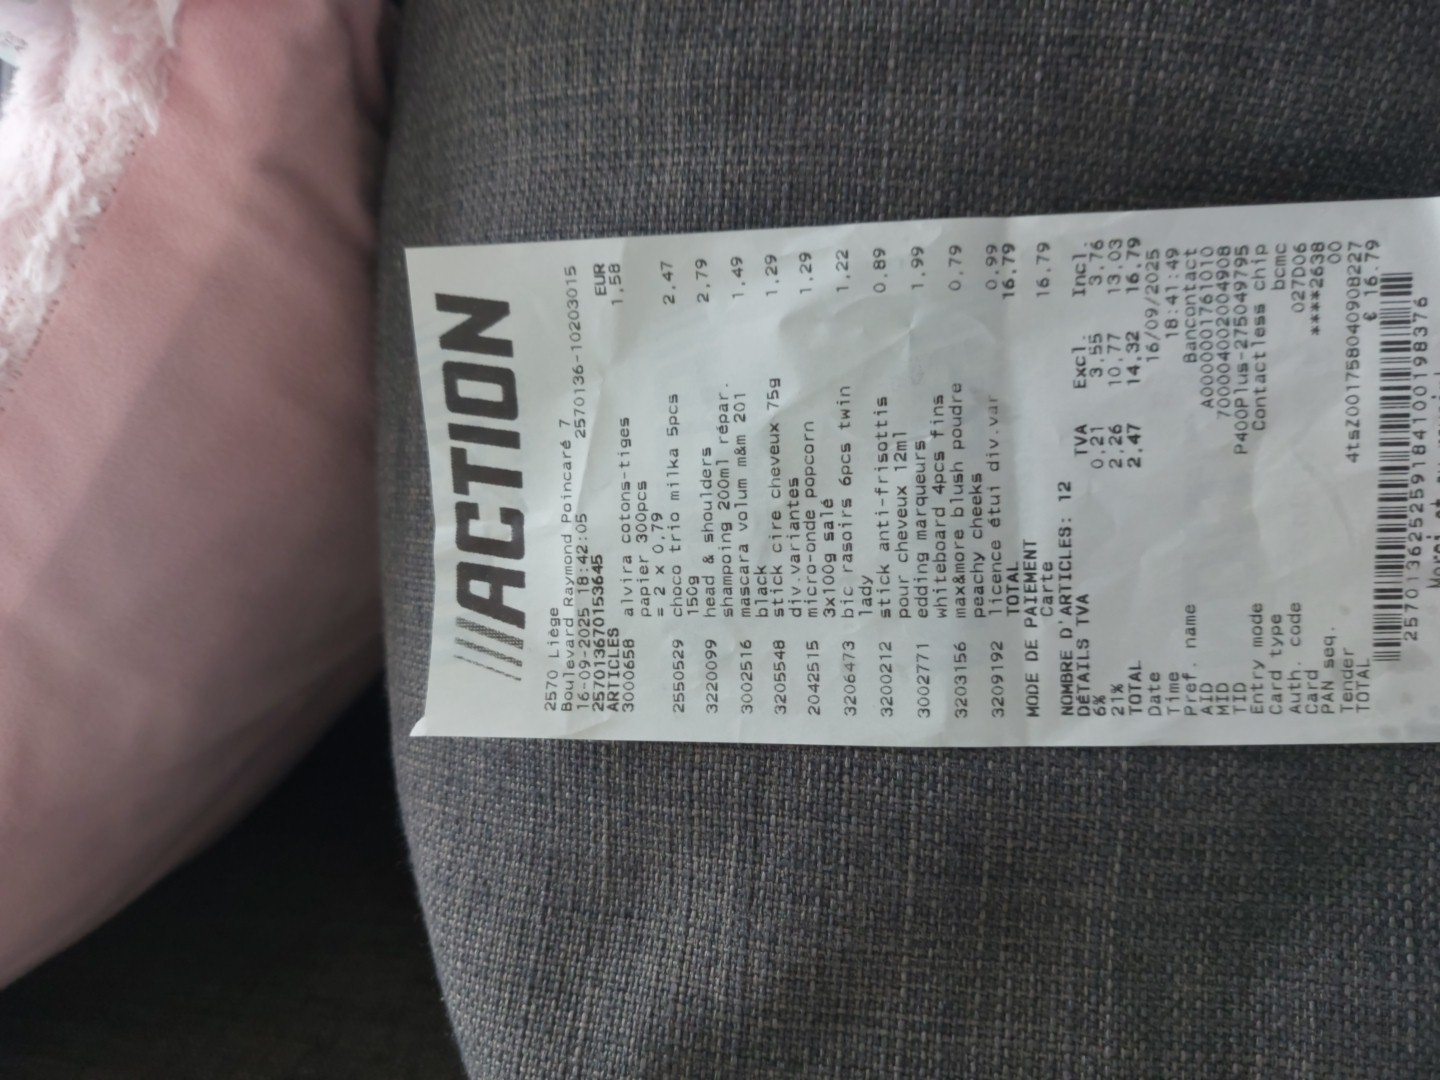 ACTION
2570 Liége
Boulevard Raymond Poincaré 7
16-09-2025 18:42:05 2570136-10203015
2570136701 53645
ARTICLES EUR
3000658 alvira cotons-tiges 1,58
papier 300pcs
= 2 x 0,79
2550529 choco trio milka 5pcs 2,47
150g
3220099 head & shoulders 2,79
shampoing 200ml répar.
3002516 mascara volum m&m 201 1,49
black
3205548 stick cire cheveux 75g 1,29
div.variantes
2042515 micro-onde popcorn 1,29
3x100g salé
3206473 bic rasoirs 6pcs twin 1,22
lady
3200212 stick anti-frisottis 0,89
pour cheveux 12ml
3002771 edding marqueurs 1,99
whiteboard 4pcs fins
3203156 max&more blush poudre 0,79
peachy cheeks
3209192 licence étui div.var 0,99
TOTAL 16,79
MODE DE PAIEMENT
Carte 16,79
NOMBRE D'ARTICLES: 12
DÉTAILS TVA TVA Excl. Incl.
6% 0,21 3,55 3,76
21% 2,26 10,77 13,03
TOTAL 2,47 14,32 16,79
Date 16/09/2025
Time 18:41:49
Pref. name Bancontact
AID A0000001761010
MID 7000040020004908
TID P400Plus-275049795
Entry mode Contactless chip
Card type bcmc
Auth. code 027D06
Card ****2638
PAN seq. 00
Tender 4tsZ001758040908227
TOTAL € 16.79
2570136252591841001 98376